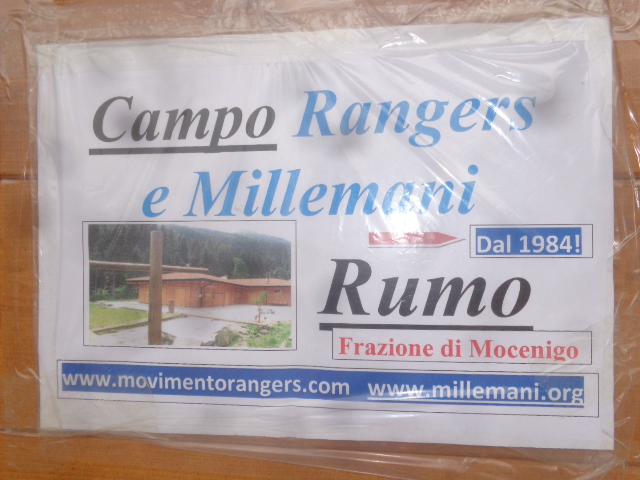 Campo Rangers
e Millemani
Dal 1984!
Rumo
Frazione di Mocenigo
www.movimentorangers.com www.millemani.org